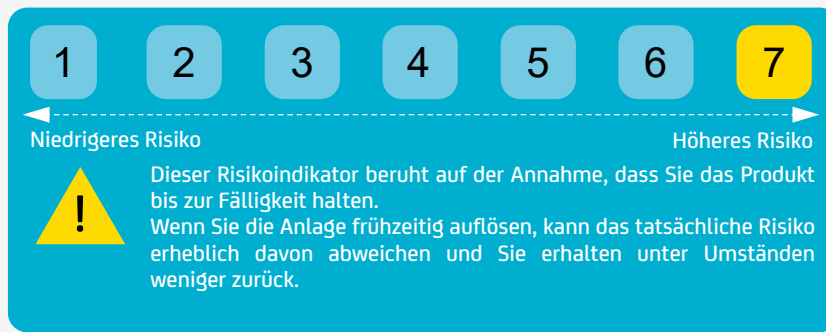 1 2 3 4 5 6 7
Niedrigeres Risiko Höheres Risiko
!
Dieser Risikoindikator beruht auf der Annahme, dass Sie das Produkt
bis zur Fälligkeit halten.
Wenn Sie die Anlage frühzeitig auflösen, kann das tatsächliche Risiko
erheblich davon abweichen und Sie erhalten unter Umständen
weniger zurück.